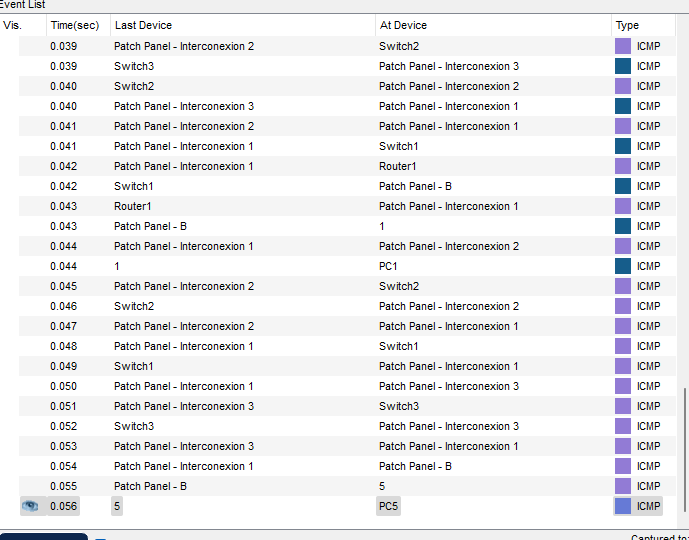 Event List
Vis. Time(sec) Last Device At Device Type
0.039 Patch Panel - Interconexion 2 Switch2 ICMP
0.039 Switch3 Patch Panel - Interconexion 3 ICMP
0.040 Switch2 Patch Panel - Interconexion 2 ICMP
0.040 Patch Panel - Interconexion 3 Patch Panel - Interconexion 1 ICMP
0.041 Patch Panel - Interconexion 2 Patch Panel - Interconexion 1 ICMP
0.041 Patch Panel - Interconexion 1 Switch1 ICMP
0.042 Patch Panel - Interconexion 1 Router1 ICMP
0.042 Switch1 Patch Panel - B ICMP
0.043 Router1 Patch Panel - Interconexion 1 ICMP
0.043 Patch Panel - B 1 ICMP
0.044 Patch Panel - Interconexion 1 Patch Panel - Interconexion 2 ICMP
0.044 1 PC1 ICMP
0.045 Patch Panel - Interconexion 2 Switch2 ICMP
0.046 Switch2 Patch Panel - Interconexion 2 ICMP
0.047 Patch Panel - Interconexion 2 Patch Panel - Interconexion 1 ICMP
0.048 Patch Panel - Interconexion 1 Switch1 ICMP
0.049 Switch1 Patch Panel - Interconexion 1 ICMP
0.050 Patch Panel - Interconexion 1 Patch Panel - Interconexion 3 ICMP
0.051 Patch Panel - Interconexion 3 Switch3 ICMP
0.052 Switch3 Patch Panel - Interconexion 3 ICMP
0.053 Patch Panel - Interconexion 3 Patch Panel - Interconexion 1 ICMP
0.054 Patch Panel - Interconexion 1 Patch Panel - B ICMP
0.055 Patch Panel - B 5 ICMP
0.056 5 PC5 ICMP
Captured to: